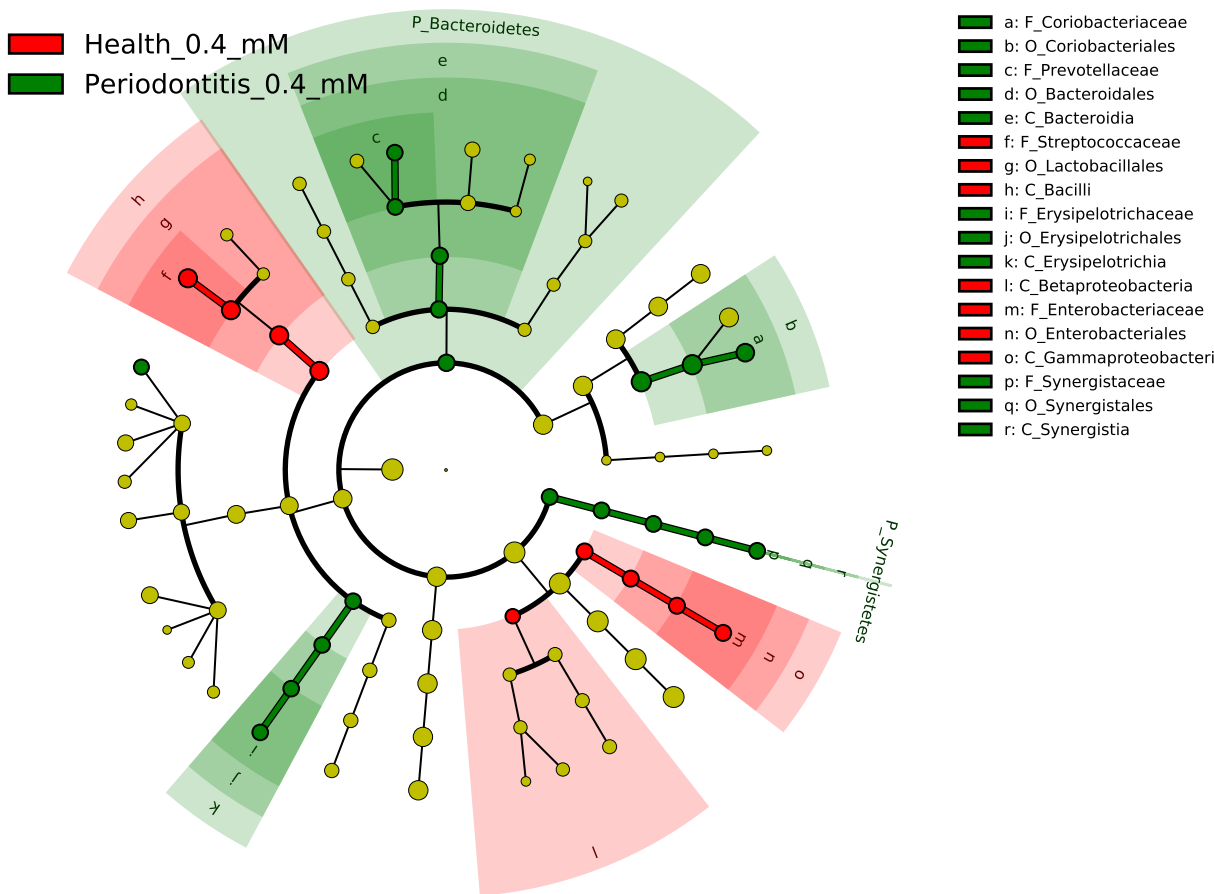 P_Bacteroidetes
Health_0.4_mM
Periodontitis_0.4_mM
e
d
c
h
g
f
b
a
p
q
r
P_Synergistetes
m
n
o
i
j
k
l
a: F_Coriobacteriaceae
b: O_Coriobacteriales
c: F_Prevotellaceae
d: O_Bacteroidales
e: C_Bacteroidia
f: F_Streptococcaceae
g: O_Lactobacillales
h: C_Bacilli
i: F_Erysipelotrichaceae
j: O_Erysipelotrichales
k: C_Erysipelotrichia
l: C_Betaproteobacteria
m: F_Enterobacteriaceae
n: O_Enterobacteriales
o: C_Gammaproteobacteri
p: F_Synergistaceae
q: O_Synergistales
r: C_Synergistia